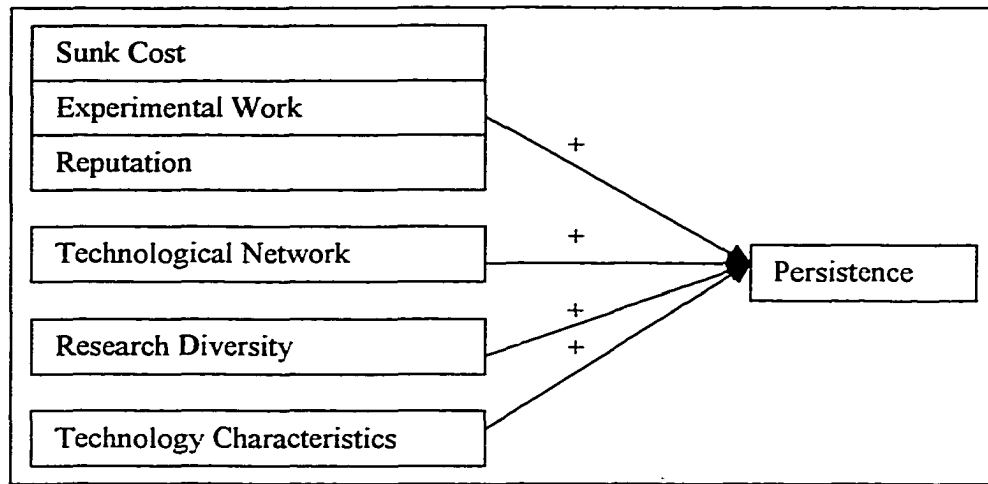 Sunk Cost
Experimental Work
+
Reputation
+
Technological Network
Persistence
+
Research Diversity
+
Technology Characteristics